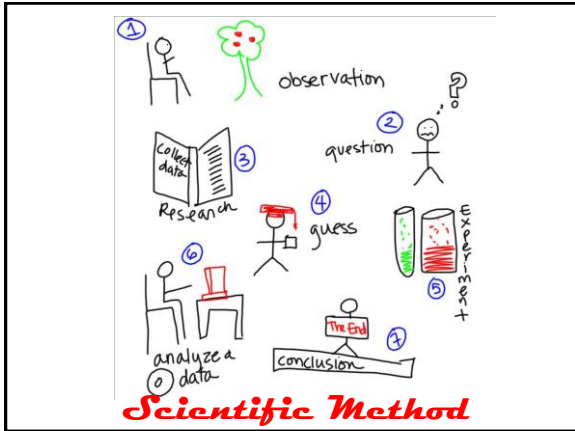 1
observation
?
2
question
collect
data
3
Research
4
guess
Experiment
5
6
analyze a
data
The End
7
conclusion
Scientific Method